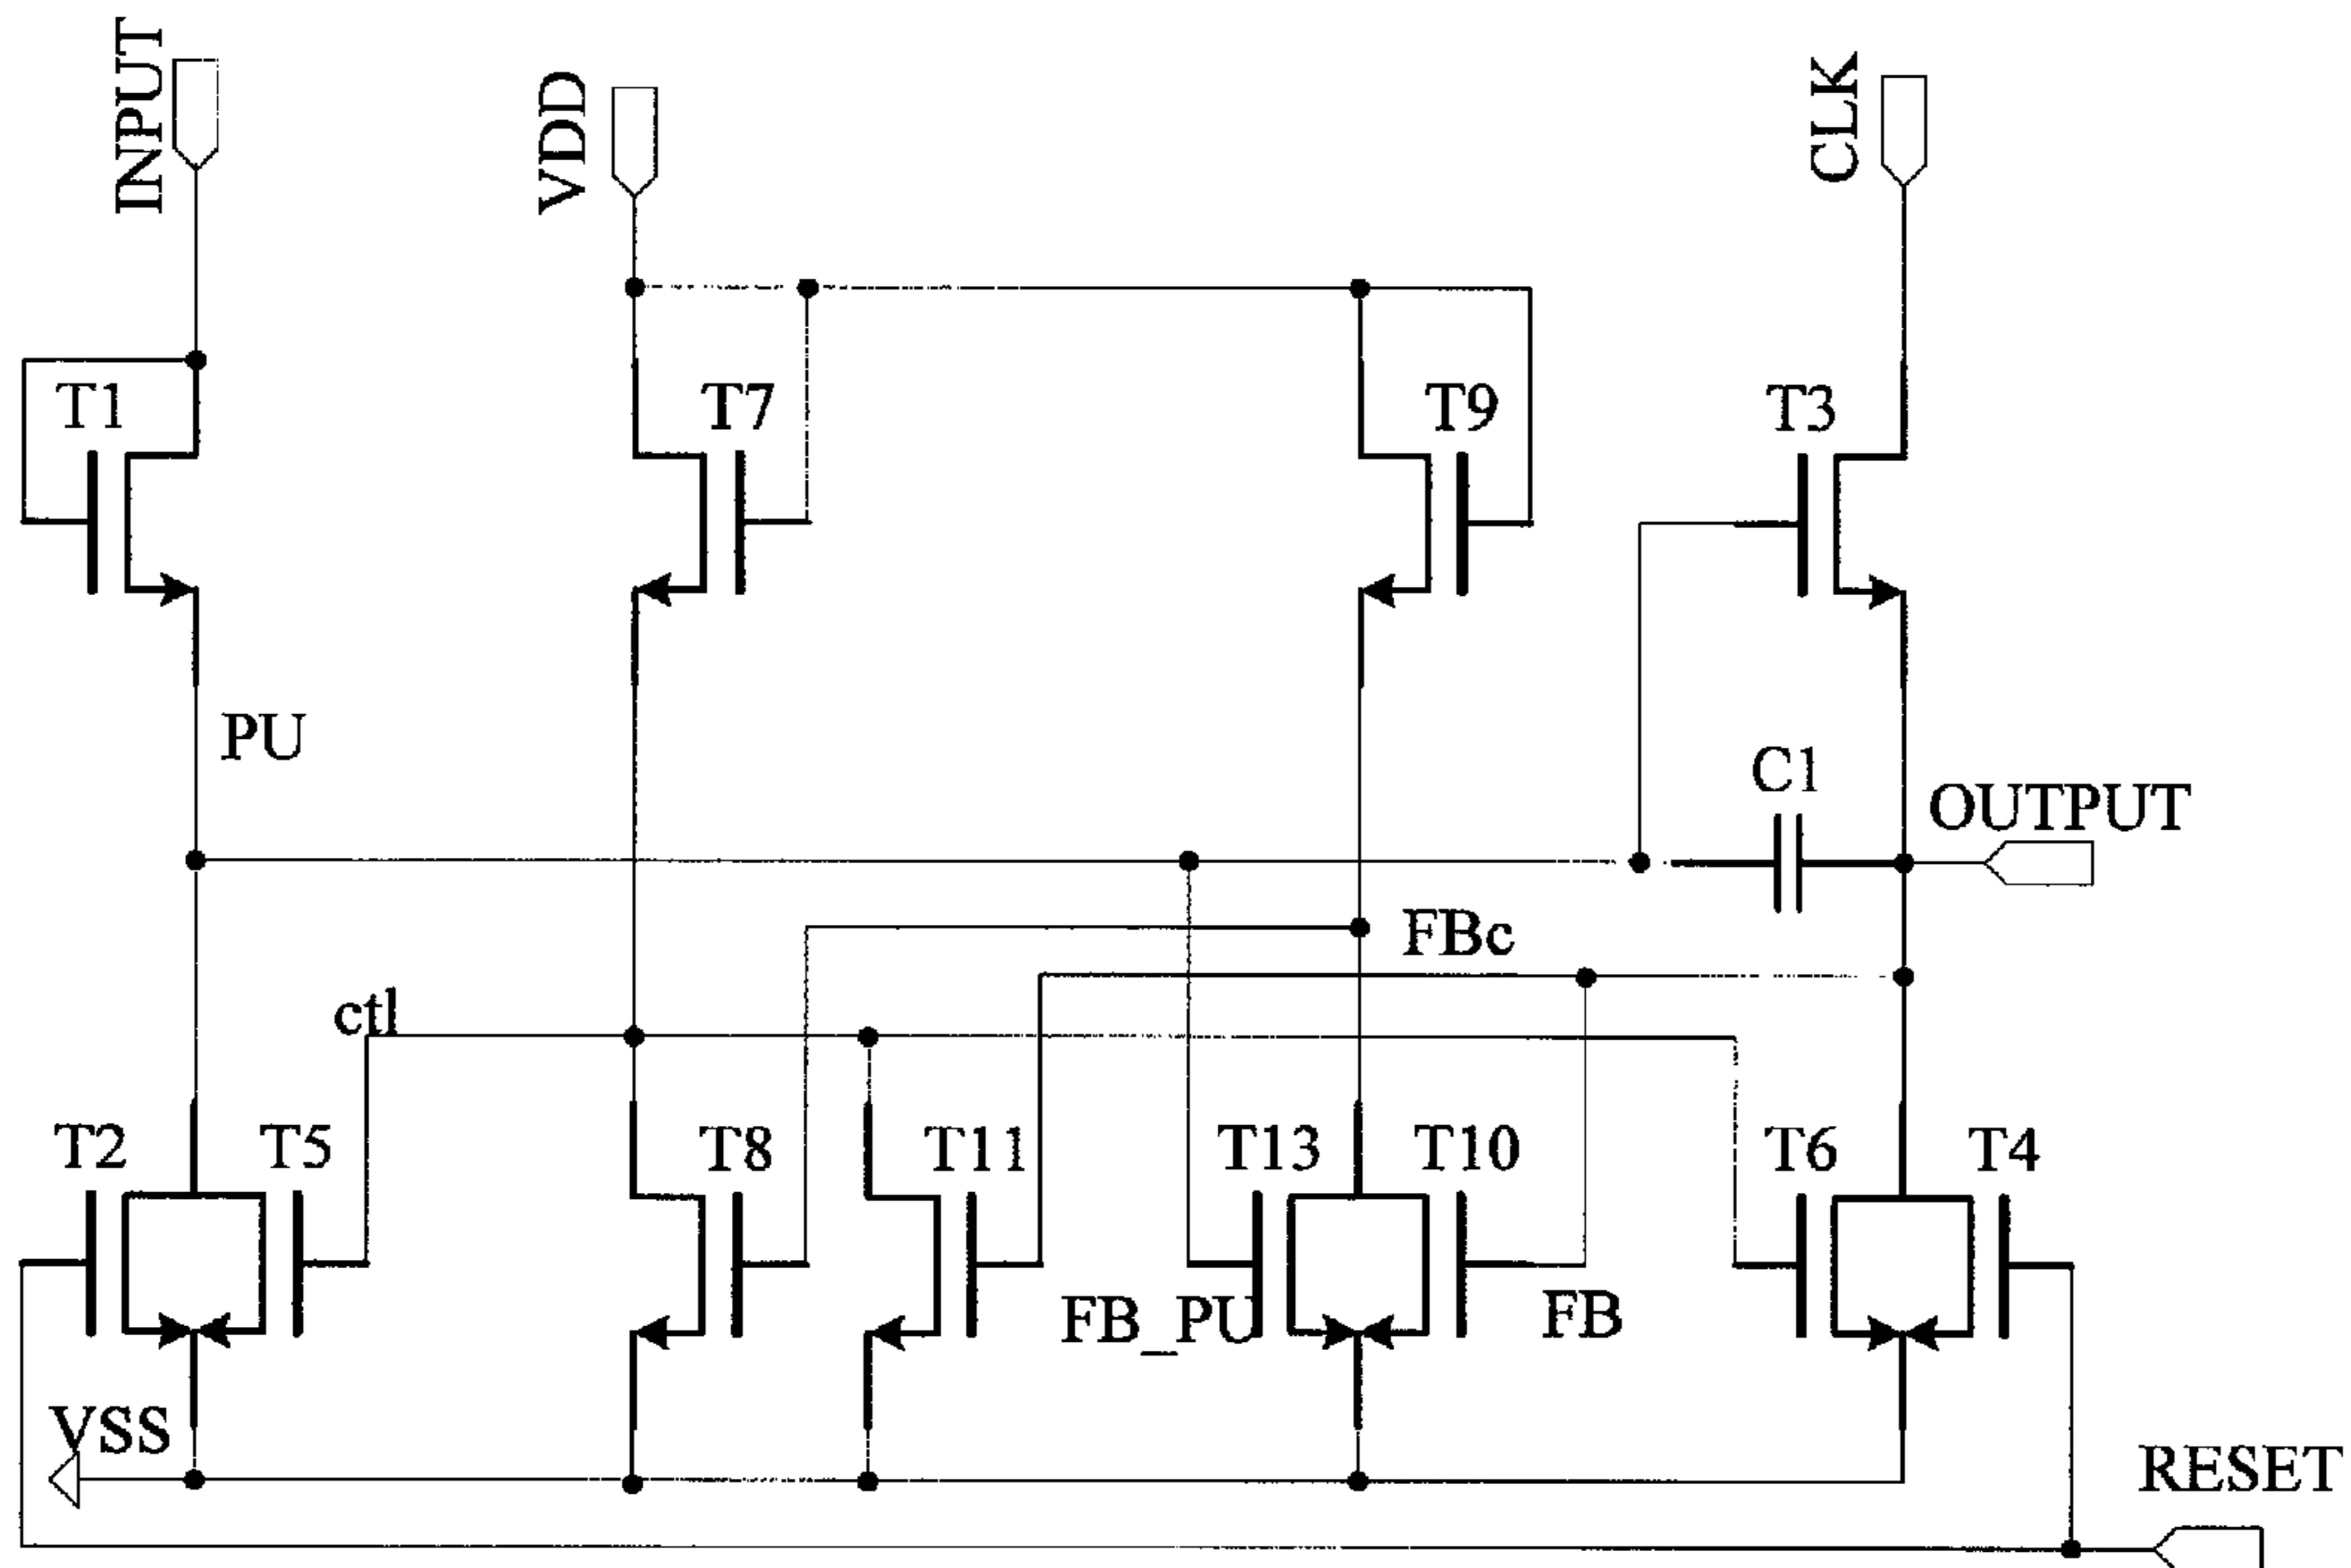 INPUT
VDD
CLK
T1
T7
T9
T3
PU
C1
OUTPUT
FBc
ctl
T2
T5
T8
T11
T13
T10
T6
T4
FB_PU
FB
VSS
RESET